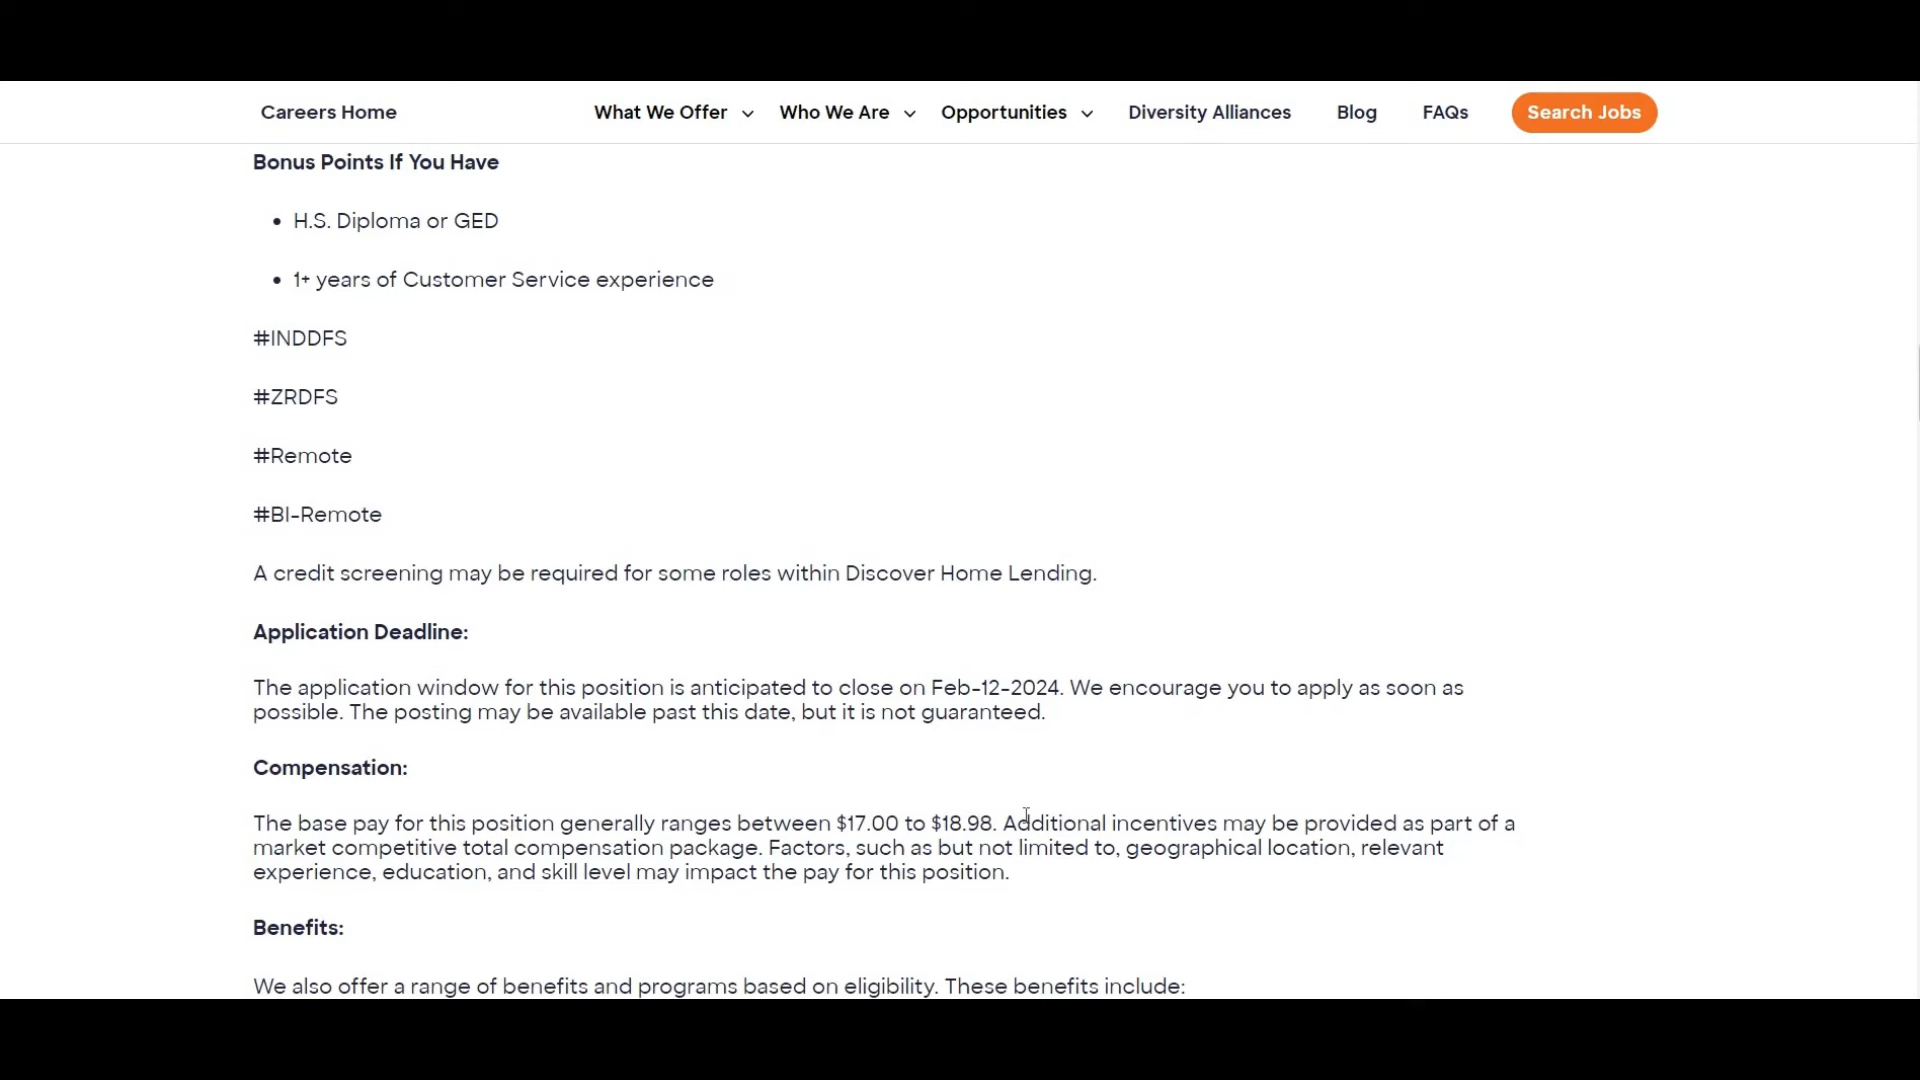 Careers Home
What We Offer
Who We Are
Opportunities
Diversity Alliances
Blog
FAQs
Search Jobs
Bonus Points If You Have
• H.S. Diploma or GED
• 1+ years of Customer Service experience
#INDDFS
#ZRDFS
#Remote
#BI-Remote
A credit screening may be required for some roles within Discover Home Lending.
Application Deadline:
The application window for this position is anticipated to close on Feb-12-2024. We encourage you to apply as soon as
possible. The posting may be available past this date, but it is not guaranteed.
Compensation:
The base pay for this position generally ranges between $17.00 to $18.98. Additional incentives may be provided as part of a
market competitive total compensation package. Factors, such as but not limited to, geographical location, relevant
experience, education, and skill level may impact the pay for this position.
Benefits:
We also offer a range of benefits and programs based on eligibility. These benefits include: